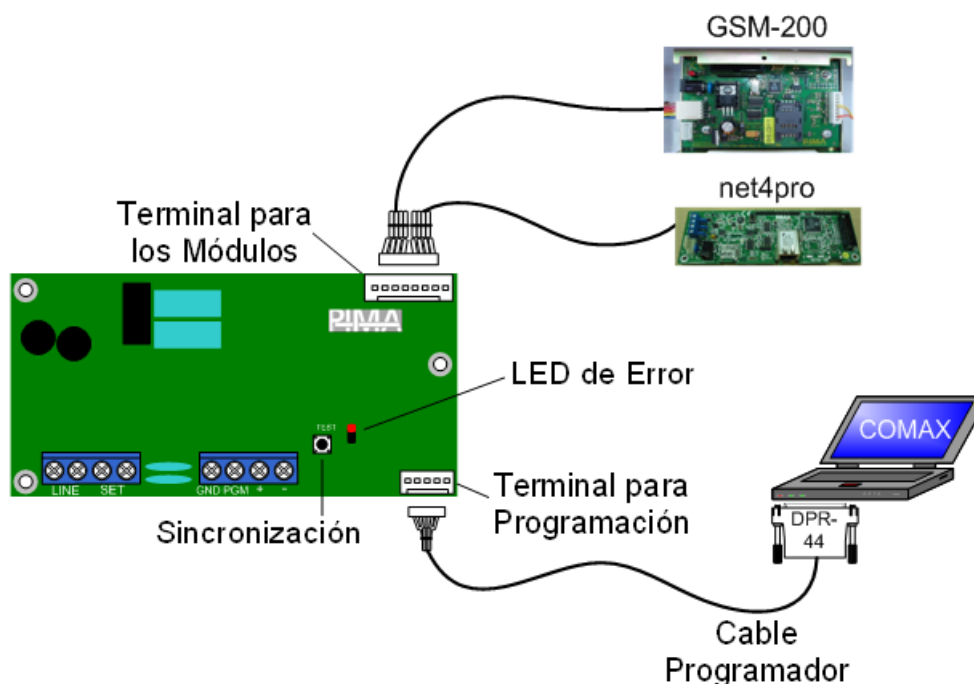 GSM-200
net4pro
Terminal para
los Módulos
PIMA
LED de Error
TEST
COMAX
LINE SET
GND PGM + -
Sincronización
Terminal para
Programación
DPR-
44
Cable
Programador